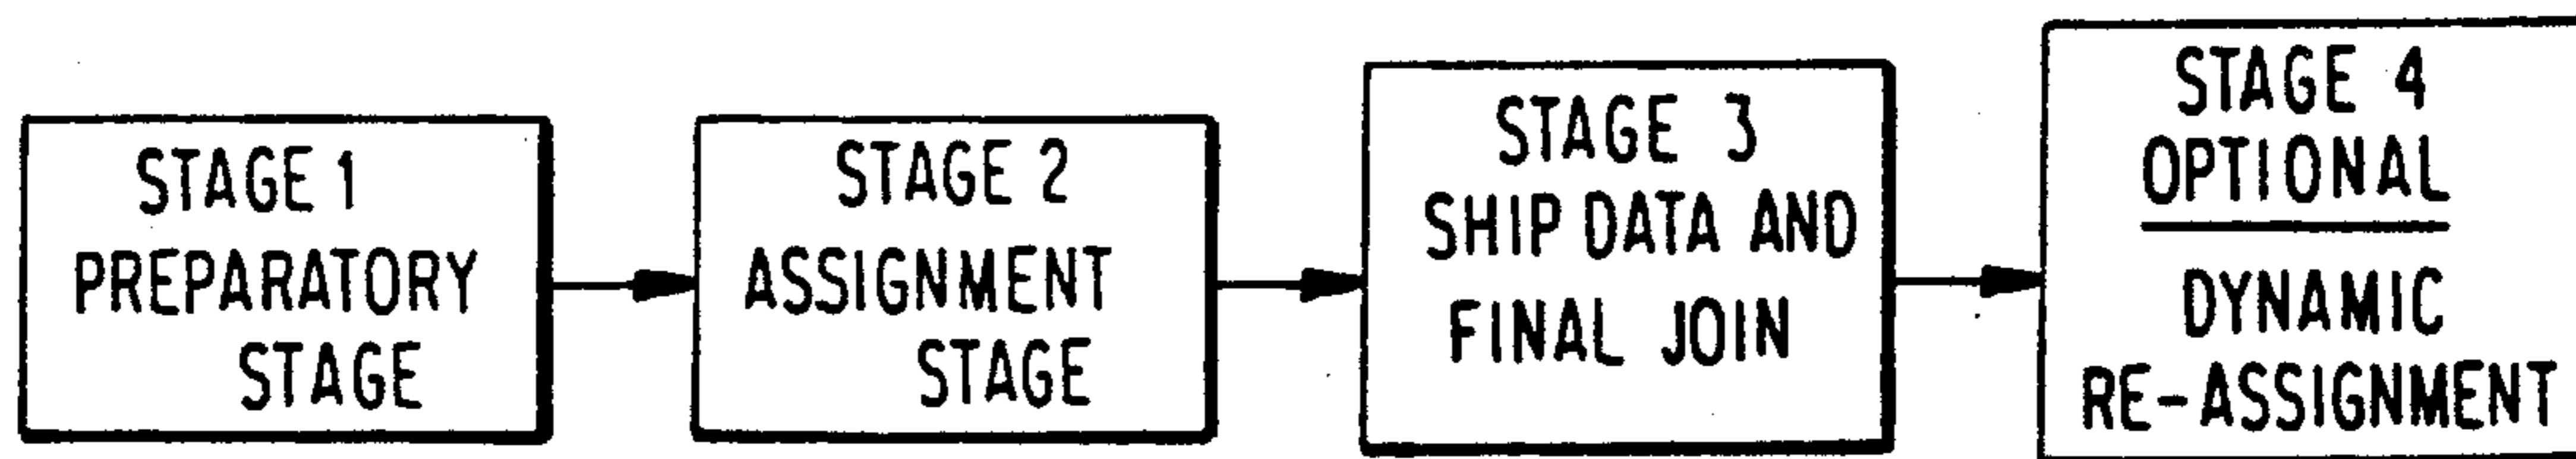 STAGE 1
PREPARATORY
STAGE
STAGE 2
ASSIGNMENT
STAGE
STAGE 3
SHIP DATA AND
FINAL JOIN
STAGE 4
OPTIONAL
DYNAMIC
RE-ASSIGNMENT